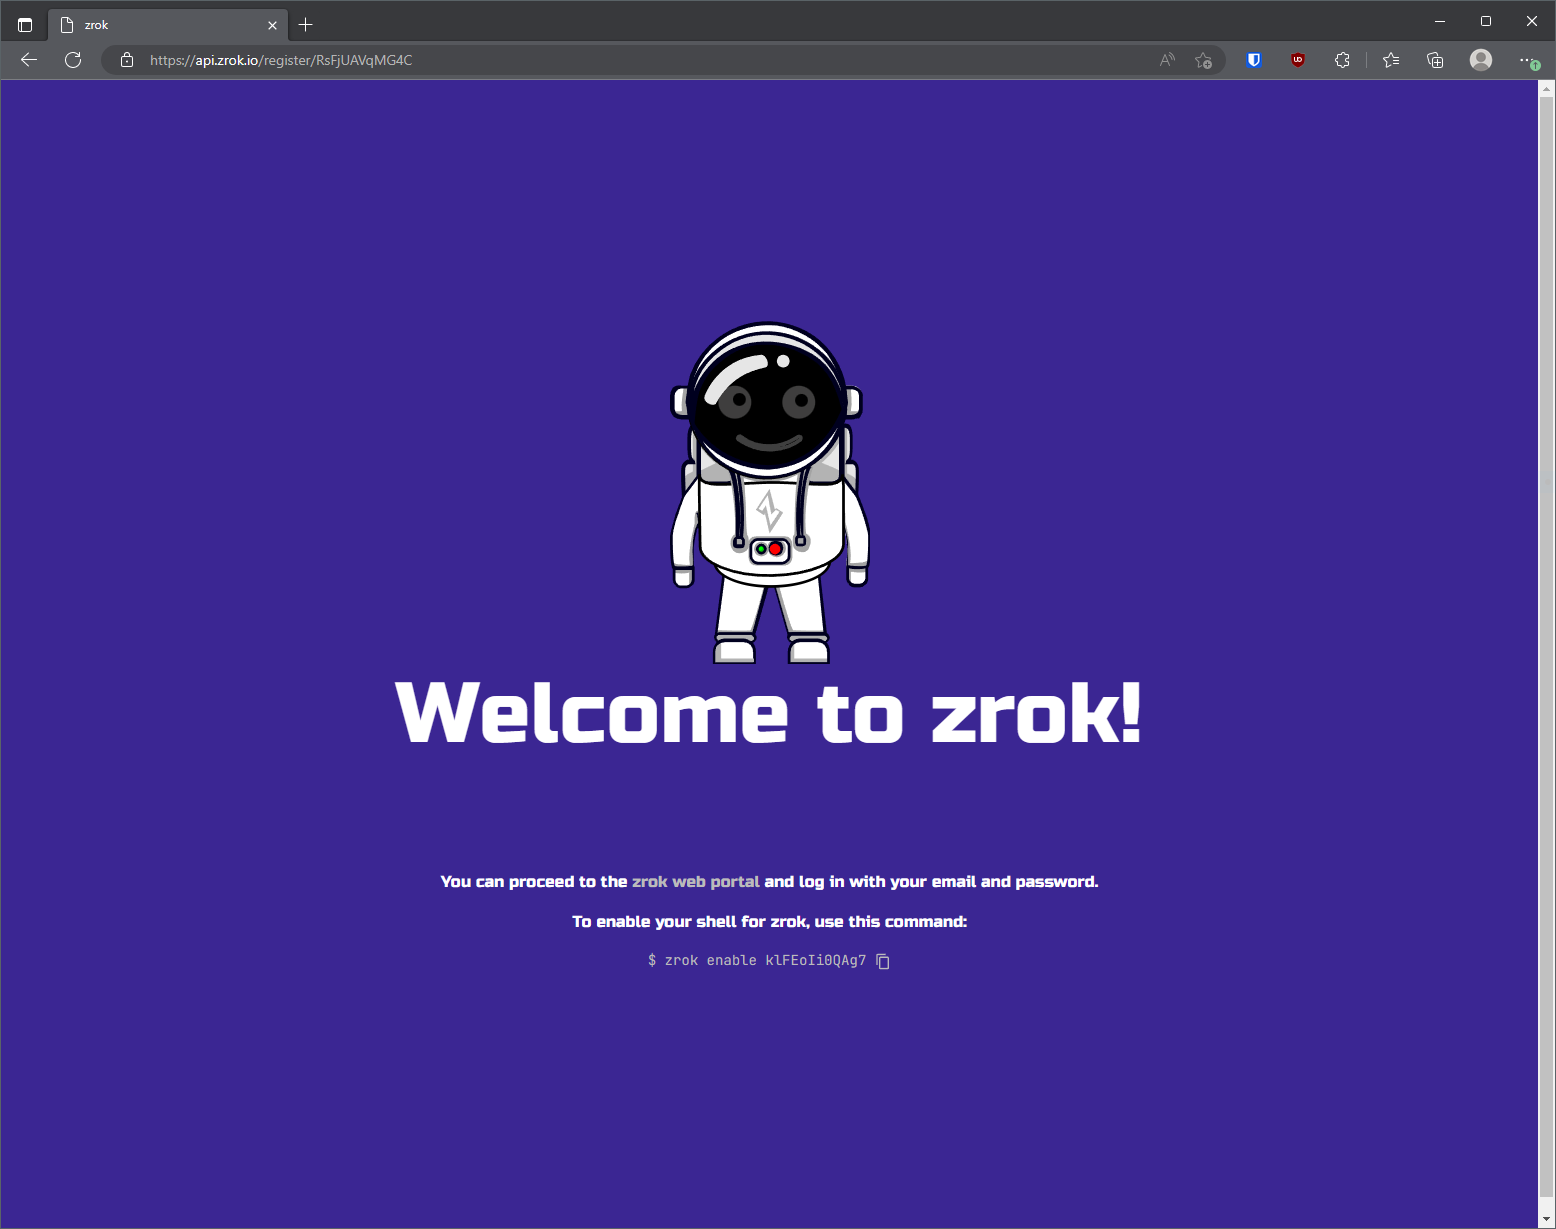 zrok
https://api.zrok.io/register/RsFjUAVqMG4C
Welcome to zrok!
You can proceed to the zrok web portal and log in with your email and password.
To enable your shell for zrok, use this command:
$ zrok enable klFEoIi0QAg7